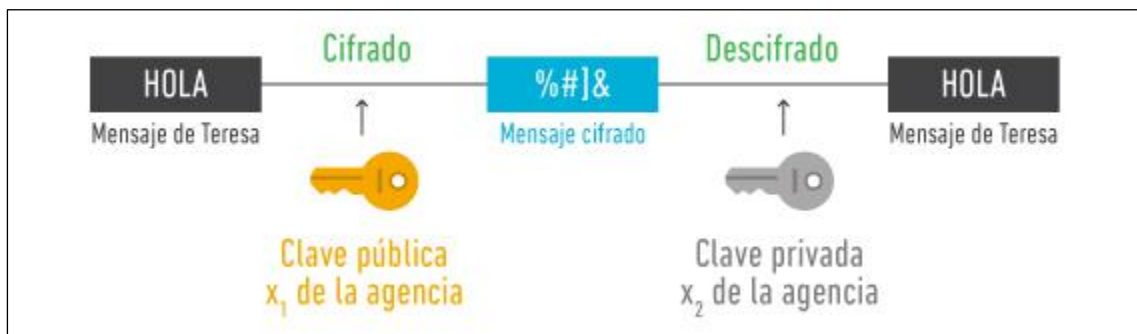 Cifrado
Descifrado
HOLA
%#]&
HOLA
Mensaje de Teresa
Mensaje cifrado
Mensaje de Teresa
Clave pública
x₁ de la agencia
Clave privada
x₂ de la agencia